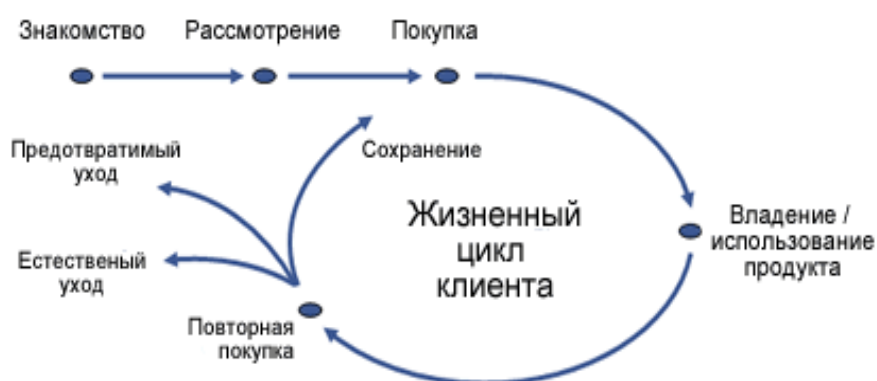 Знакомство
Рассмотрение
Покупка
Предотвратимый
уход
Сохранение
Жизненный
цикл
клиента
Владение /
использование
продукта
Естественый
уход
Повторная
покупка